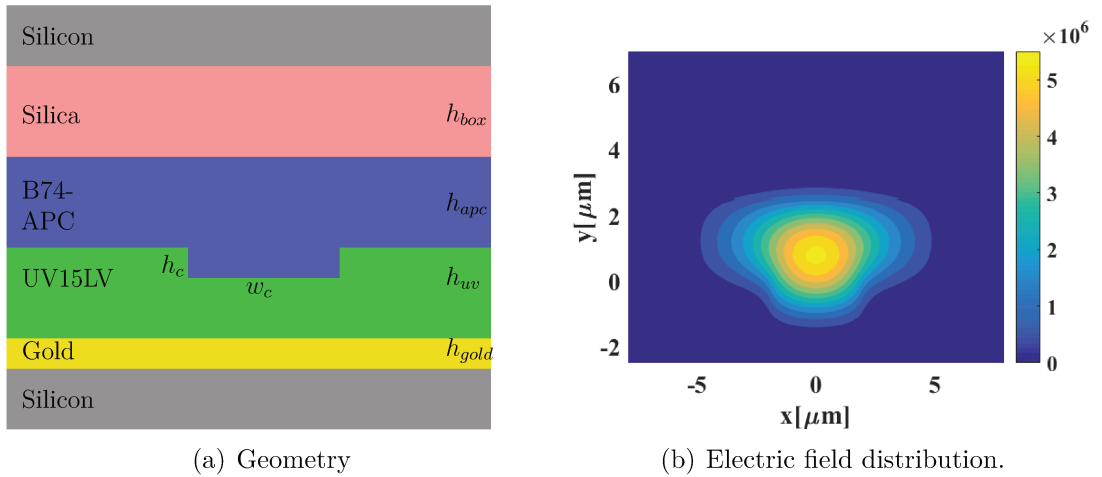 Silicon
Silica
h_box
B74-
APC
h_apc
h_c
UV15LV
w_c
h_uv
Gold
h_gold
Silicon
(a) Geometry
×10^6
6
4
2
0
-2
y[μm]
-5
0
5
x[μm]
5
4
3
2
1
0
(b) Electric field distribution.